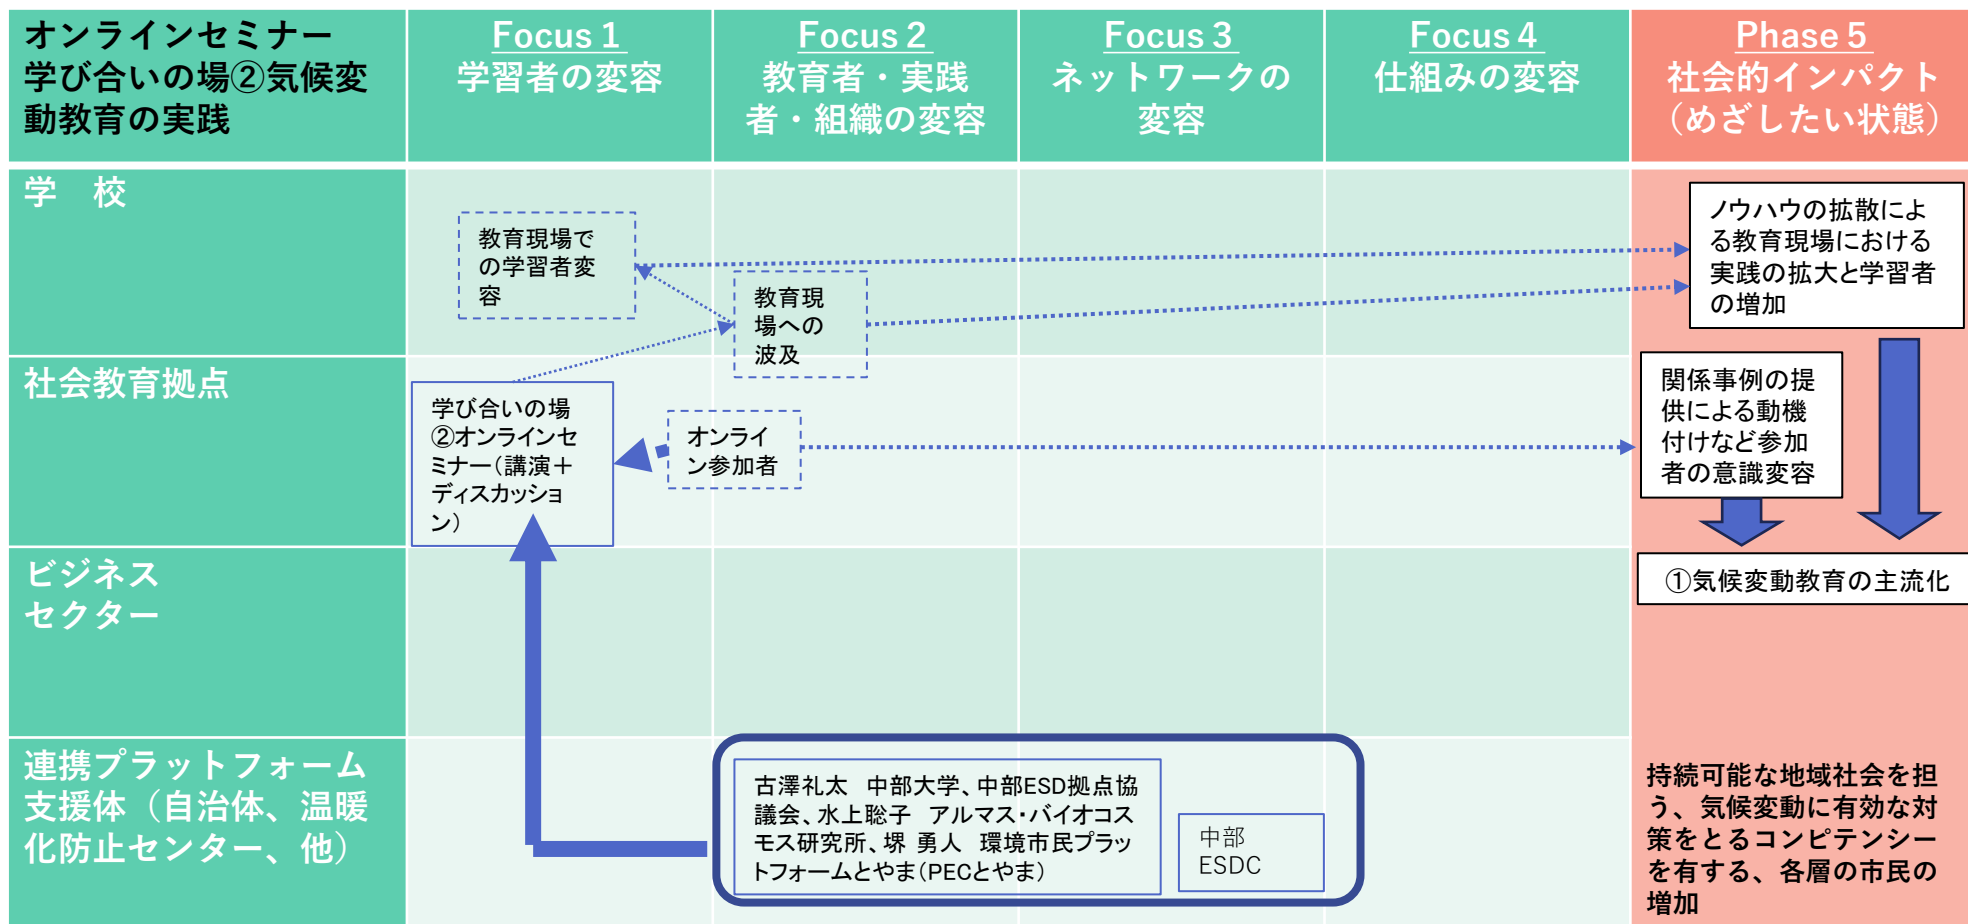 オンラインセミナー
学び合いの場②気候変
動教育の実践
Focus 1
学習者の変容
Focus 2
教育者・実践
者・組織の変容
Focus 3
ネットワークの
変容
Focus 4
仕組みの変容
Phase 5
社会的インパクト
（めざしたい状態）
学　校
教育現場で
の学習者変
容
教育現
場への
波及
ノウハウの拡散によ
る教育現場における
実践の拡大と学習者
の増加
社会教育拠点
学び合いの場
②オンラインセ
ミナー（講演＋
ディスカッショ
ン）
オンライ
ン参加者
関係事例の提
供による動機
付けなど参加
者の意識変容
ビジネス
セクター
①気候変動教育の主流化
連携プラットフォーム
支援体（自治体、温暖
化防止センター、他）
古澤礼太　中部大学、中部ESD拠点協
議会、水上聡子　アルマス・バイオコス
モス研究所、堺 勇人　環境市民プラッ
トフォームとやま（PECとやま）
中部
ESDC
持続可能な地域社会を担
う、気候変動に有効な対
策をとるコンピテンシー
を有する、各層の市民の
増加